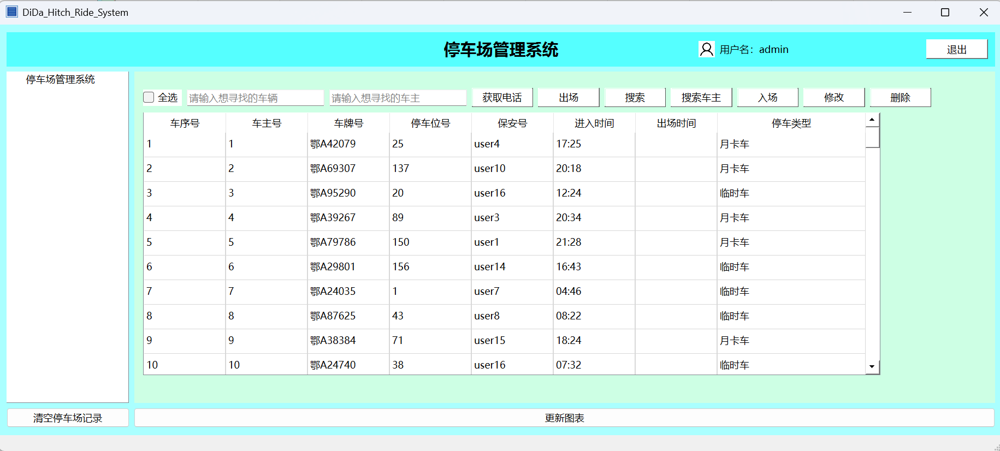 DiDa_Hitch_Ride_System
停车场管理系统 用户名：admin 退出
停车场管理系统
全选 请输入想寻找的车辆 请输入想寻找的车主 获取电话 出场 搜索 搜索车主 入场 修改 删除
车序号 车主号 车牌号 停车位号 保安号 进入时间 出场时间 停车类型
1 1 鄂A42079 25 user4 17:25 月卡车
2 2 鄂A69307 137 user10 20:18 月卡车
3 3 鄂A95290 20 user16 12:24 临时车
4 4 鄂A39267 89 user3 20:34 月卡车
5 5 鄂A79786 150 user1 21:28 月卡车
6 6 鄂A29801 156 user14 16:43 临时车
7 7 鄂A24035 1 user7 04:46 临时车
8 8 鄂A87625 43 user8 08:22 临时车
9 9 鄂A38384 71 user15 18:24 月卡车
10 10 鄂A24740 38 user16 07:32 临时车
清空停车场记录 更新图表